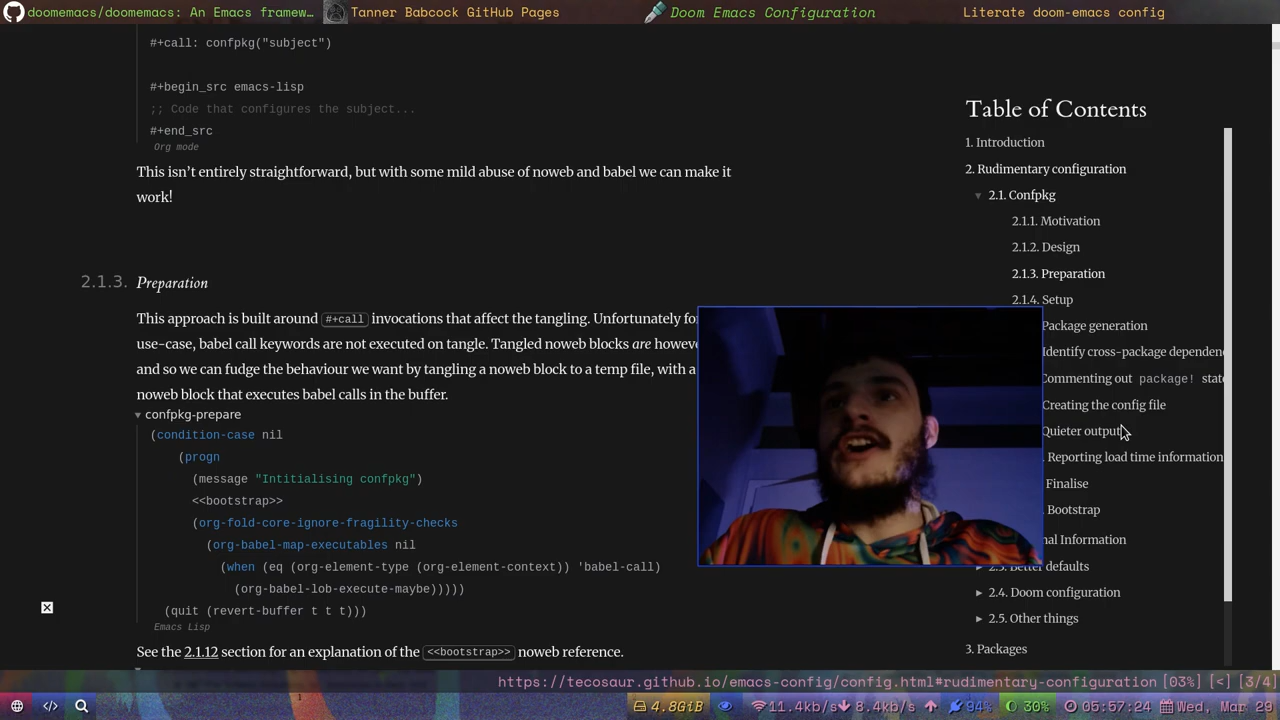 doomemacs/doomemacs: An Emacs framew… Tanner Babcock GitHub Pages Doom Emacs Configuration Literate doom-emacs config
#+call: confpkg("subject")
#+begin_src emacs-lisp
;; Code that configures the subject...
#+end_src
Org mode
This isn’t entirely straightforward, but with some mild abuse of noweb and babel we can make it
work!
2.1.3. Preparation
This approach is built around #+call invocations that affect the tangling. Unfortunately for
use-case, babel call keywords are not executed on tangle. Tangled noweb blocks are however
and so we can fudge the behaviour we want by tangling a noweb block to a temp file, with a
noweb block that executes babel calls in the buffer.
confpkg-prepare
(condition-case nil
(progn
(message "Intitialising confpkg")
<<bootstrap>>
(org-fold-core-ignore-fragility-checks
(org-babel-map-executables nil
(when (eq (org-element-type (org-element-context)) 'babel-call)
(org-babel-lob-execute-maybe)))))
(quit (revert-buffer t t t)))
Emacs Lisp
See the 2.1.12 section for an explanation of the <<bootstrap>> noweb reference.
Table of Contents
1. Introduction
2. Rudimentary configuration
2.1. Confpkg
2.1.1. Motivation
2.1.2. Design
2.1.3. Preparation
2.1.4. Setup
Package generation
Identify cross-package dependen
Commenting out package! state
Creating the config file
Quieter output
Reporting load time information
Finalise
Bootstrap
nal Information
2.3. Better defaults
2.4. Doom configuration
2.5. Other things
3. Packages
https://tecosaur.github.io/emacs-config/config.html#rudimentary-configuration [03%] [<] [3/4]
4.8GiB 11.4kb/s 8.4kb/s 94% 30% 05:57:24 Wed, Mar 29